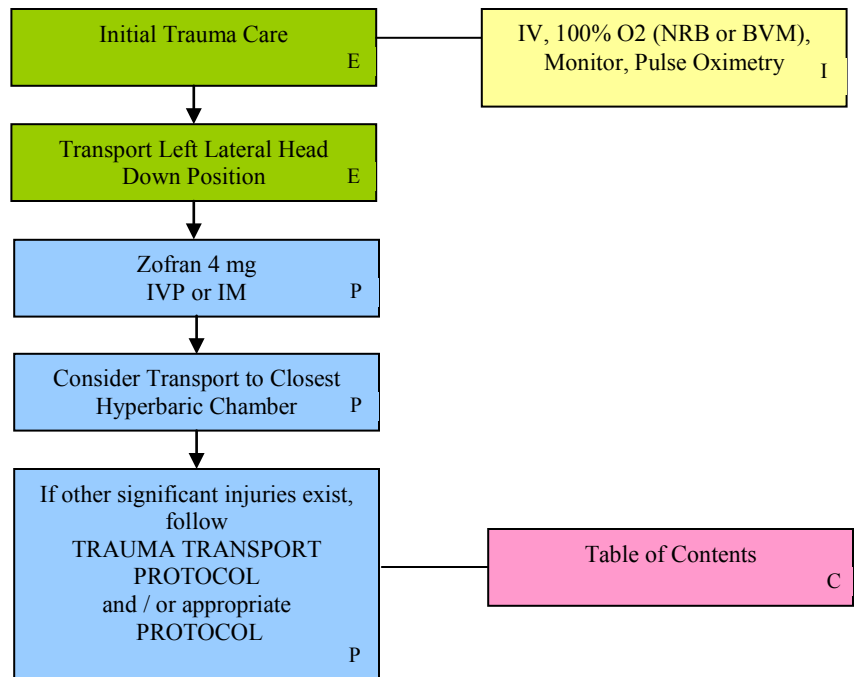 Initial Trauma Care
E
IV, 100% O2 (NRB or BVM),
Monitor, Pulse Oximetry
I
Transport Left Lateral Head
Down Position
E
Zofran 4 mg
IVP or IM
P
Consider Transport to Closest
Hyperbaric Chamber
P
If other significant injuries exist,
follow
TRAUMA TRANSPORT
PROTOCOL
and / or appropriate
PROTOCOL
P
Table of Contents
C